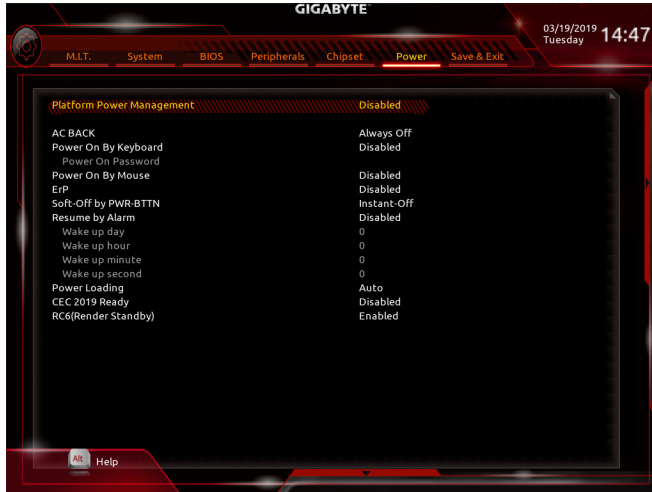 GIGABYTE
03/19/2019 Tuesday 14:47
M.I.T. System BIOS Peripherals Chipset Power Save & Exit
Platform Power Management Disabled
AC BACK Always Off
Power On By Keyboard Disabled
Power On Password
Power On By Mouse Disabled
ErP Disabled
Soft-Off by PWR-BTTN Instant-Off
Resume by Alarm Disabled
Wake up day 0
Wake up hour 0
Wake up minute 0
Wake up second 0
Power Loading Auto
CEC 2019 Ready Disabled
RC6(Render Standby) Enabled
Alt Help